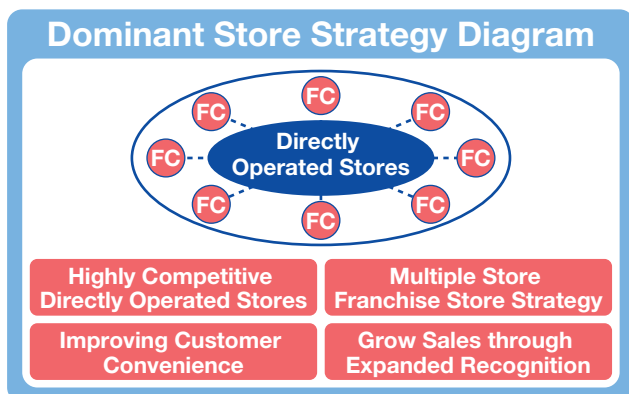 Dominant Store Strategy Diagram
FC
FC
FC
FC
Directly
Operated Stores
FC
FC
FC
FC
Highly Competitive
Directly Operated Stores
Multiple Store
Franchise Store Strategy
Improving Customer
Convenience
Grow Sales through
Expanded Recognition